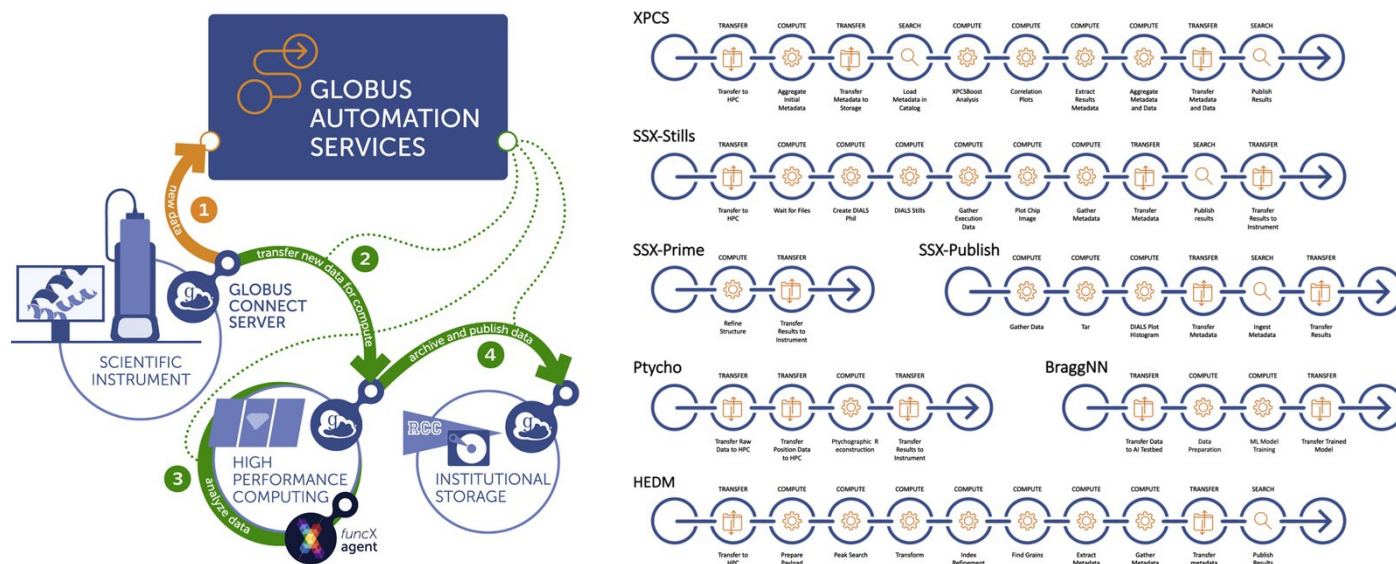 GLOBUS
AUTOMATION
SERVICES
new data
1
transfer new data for compute
2
GLOBUS
CONNECT
SERVER
SCIENTIFIC
INSTRUMENT
archive and publish data
4
g
g
g
RCC
HIGH
PERFORMANCE
COMPUTING
INSTITUTIONAL
STORAGE
3
analyze data
funcX
agent
XPCS
TRANSFER COMPUTE TRANSFER SEARCH COMPUTE COMPUTE COMPUTE COMPUTE TRANSFER SEARCH
Transfer to
HPC
Aggregate
Initial
Metadata
Transfer
Metadata to
Storage
Load
Metadata in
Catalog
XPCSBoost
Analysis
Correlation
Plots
Extract
Results
Metadata
Aggregate
Metadata
and Data
Transfer
Metadata
and Data
Publish
Results
SSX-Stills
TRANSFER COMPUTE COMPUTE COMPUTE COMPUTE COMPUTE COMPUTE TRANSFER SEARCH TRANSFER
Transfer to
HPC
Wait for Files
Create DIALS
Phil
DIALS Stills
Gather
Execution
Data
Plot Chip
Image
Gather
Metadata
Transfer
Metadata
Publish
results
Transfer
Results to
Instrument
SSX-Prime
COMPUTE TRANSFER
Refine
Structure
Transfer
Results to
Instrument
SSX-Publish
COMPUTE COMPUTE COMPUTE TRANSFER SEARCH TRANSFER
Gather Data
Tar
DIALS Plot
Histogram
Transfer
Metadata
Ingest
Metadata
Transfer
Results
Ptycho
TRANSFER TRANSFER COMPUTE TRANSFER
Transfer Raw
Data to HPC
Transfer
Position Data
to HPC
Ptychographic R
econstruction
Transfer
Results to
Instrument
BraggNN
TRANSFER COMPUTE COMPUTE TRANSFER
Transfer Data
to AI Testbed
Data
Preparation
ML Model
Training
Transfer Trained
Model
HEDM
TRANSFER COMPUTE COMPUTE COMPUTE COMPUTE COMPUTE COMPUTE COMPUTE TRANSFER SEARCH
Transfer to
HPC
Prepare
Payload
Peak Search
Transform
Index
Refinement
Find Grains
Extract
Metadata
Gather
Metadata
Transfer
metadata
Publish
Results